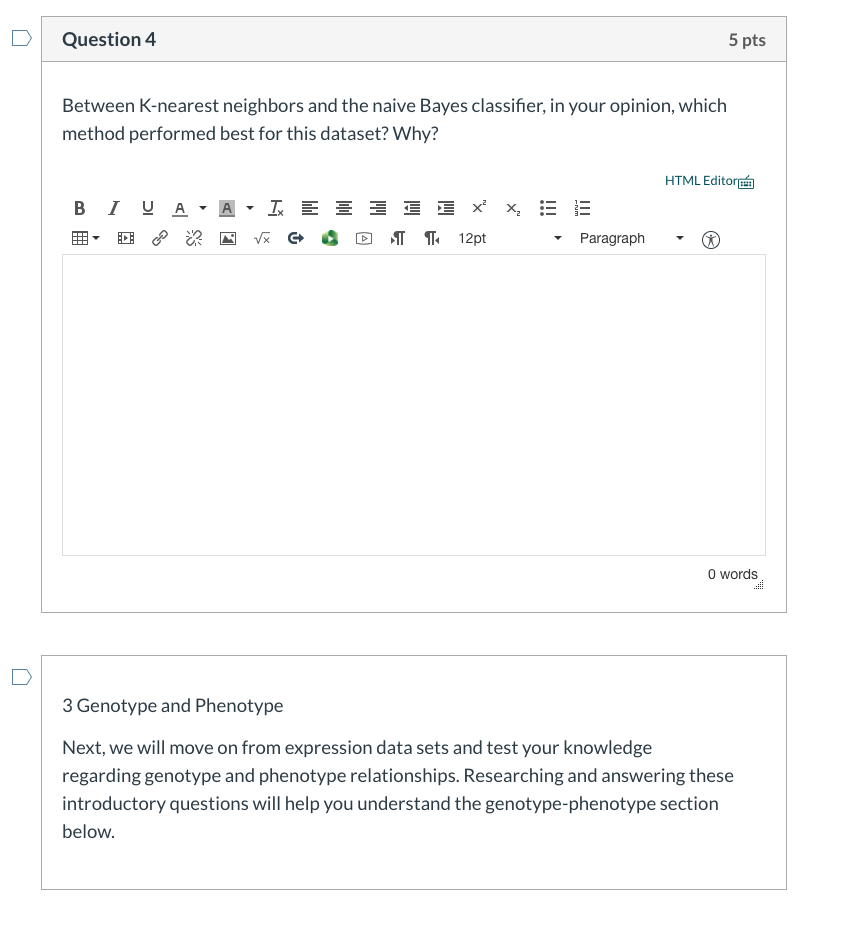 Question 4
5 pts
Between K-nearest neighbors and the naive Bayes classifier, in your opinion, which
method performed best for this dataset? Why?
HTML Editor
B I U A A Tx x² x₂
√x 12pt Paragraph
0 words
3 Genotype and Phenotype
Next, we will move on from expression data sets and test your knowledge
regarding genotype and phenotype relationships. Researching and answering these
introductory questions will help you understand the genotype-phenotype section
below.